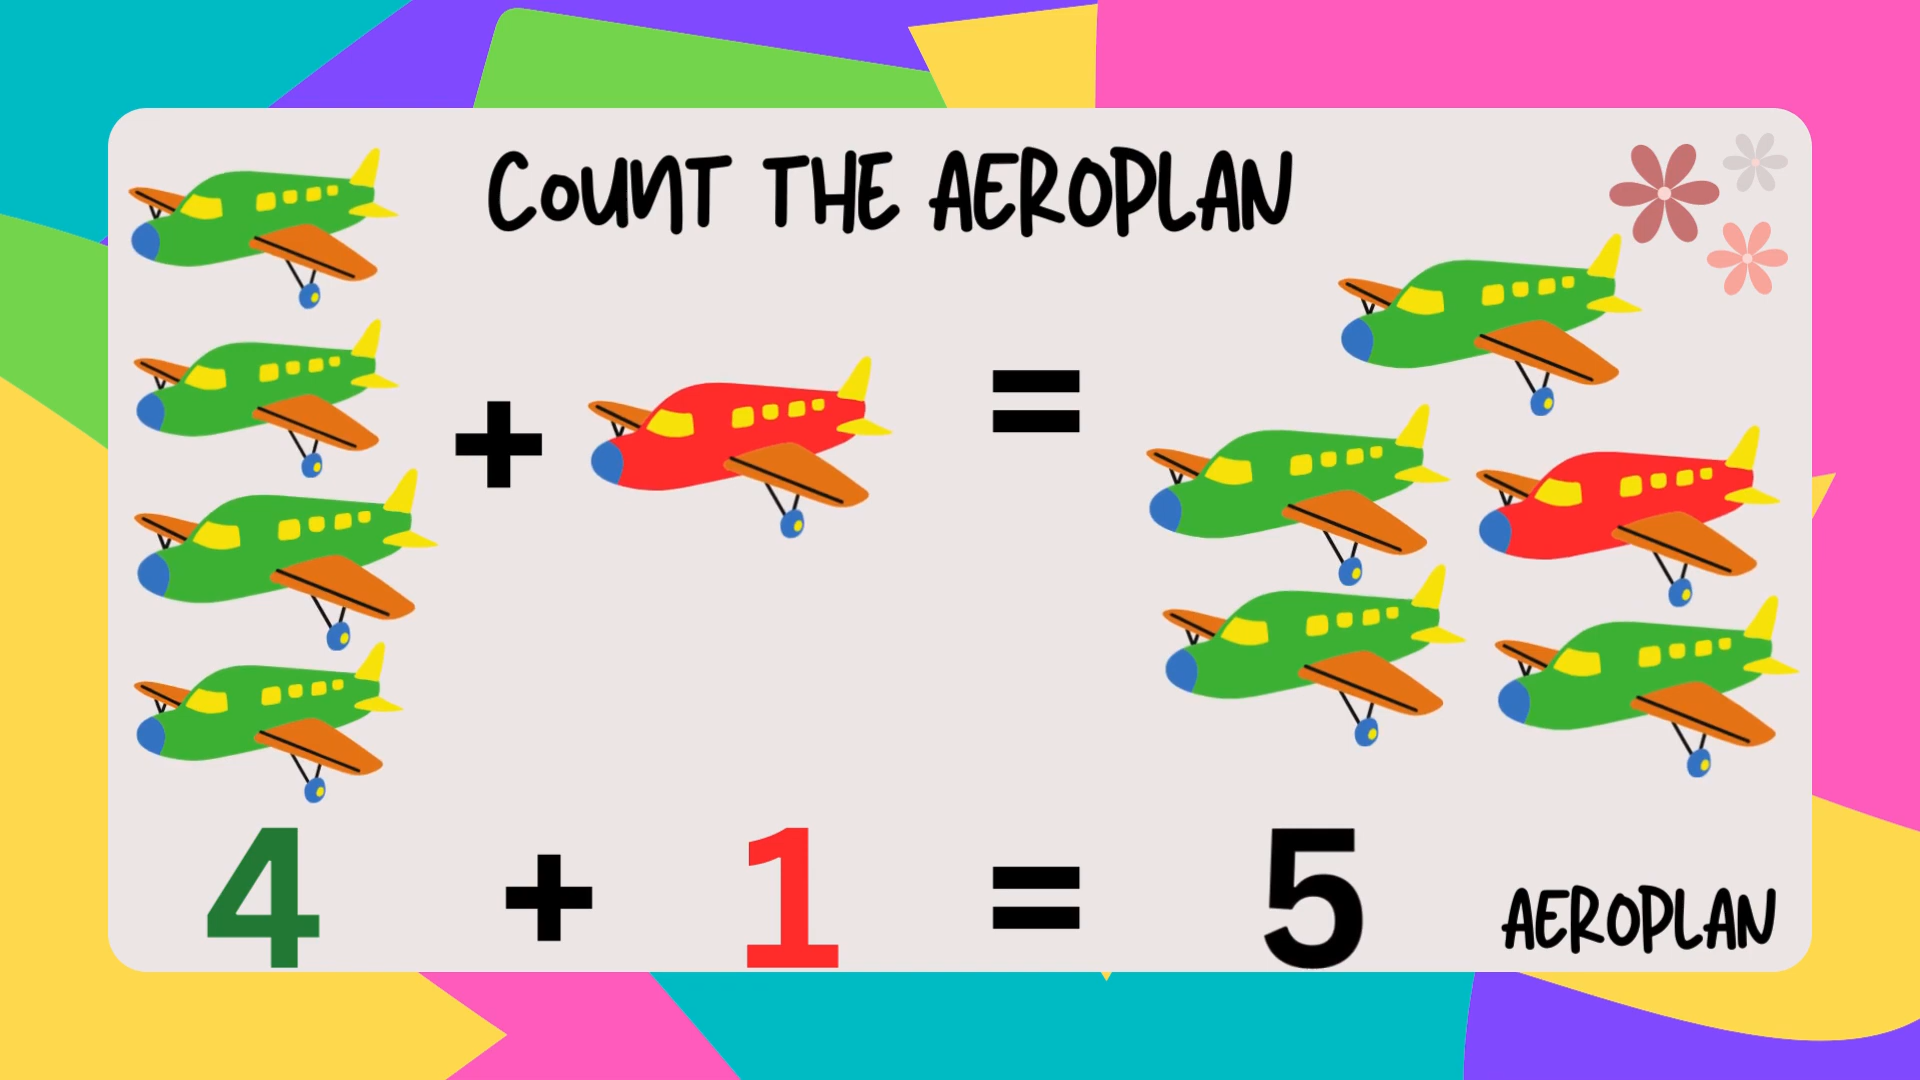 COUNT THE AEROPLAN
+ =
4 + 1 = 5 AEROPLAN